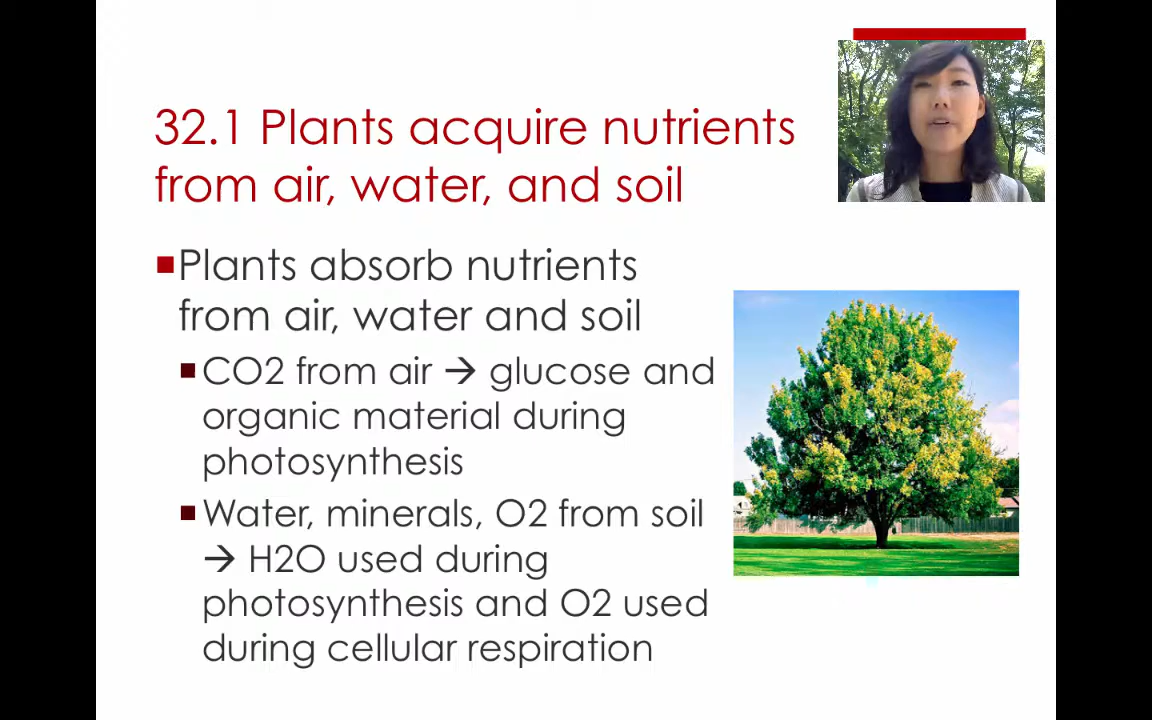 32.1 Plants acquire nutrients
from air, water, and soil
Plants absorb nutrients
from air, water and soil
CO2 from air → glucose and
organic material during
photosynthesis
Water, minerals, O2 from soil
→ H2O used during
photosynthesis and O2 used
during cellular respiration